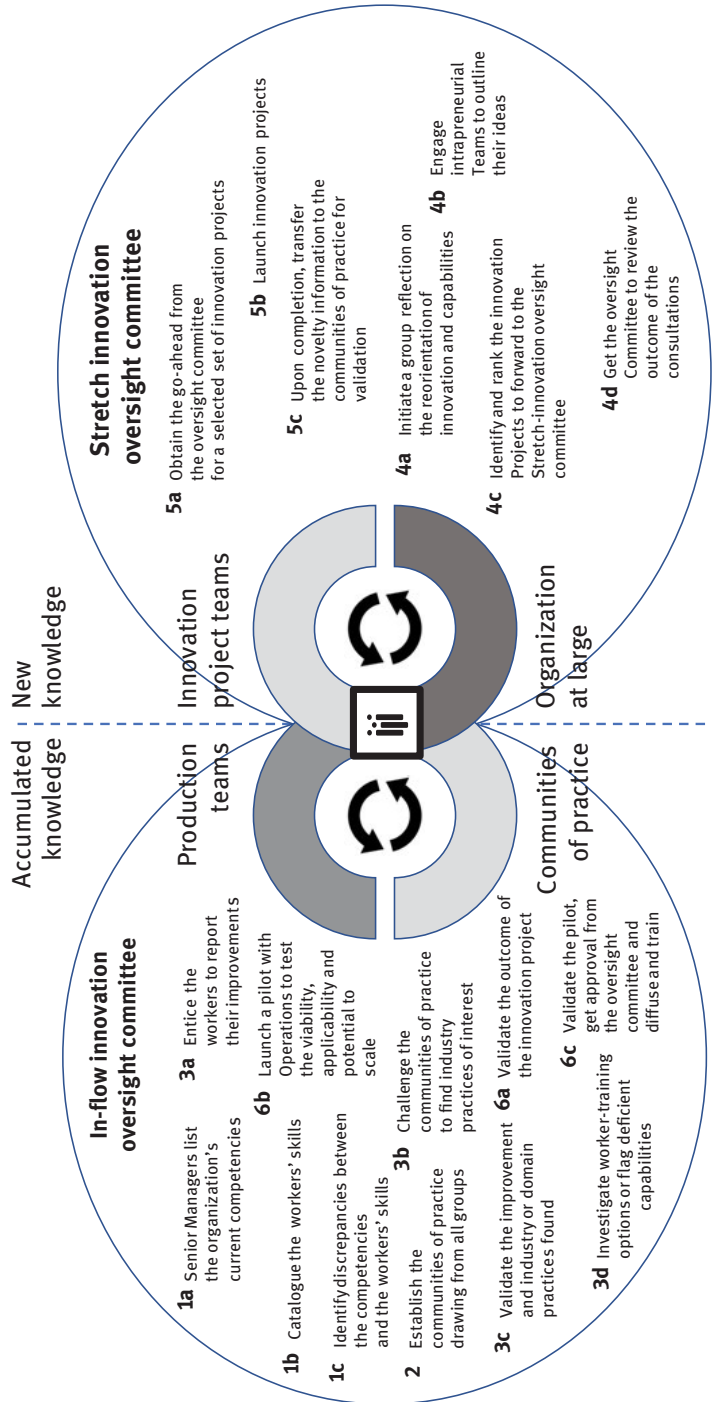 Accumulated
knowledge
New
knowledge
In-flow innovation
oversight committee
Stretch innovation
oversight committee
Production
teams
Innovation
project teams
Communities
of practice
Organization
at large
1a Senior Managers list
the organization's
current competencies
1b Catalogue the workers' skills
1c Identify discrepancies between
the competencies
and the workers' skills
2 Establish the
communities of practice
drawing from all groups
3a Entice the
workers to report
their improvements
6b Launch a pilot with
Operations to test
the viability,
applicability and
potential to
scale
3b Challenge the
communities of practice
to find industry
practices of interest
3c Validate the improvement
and industry or domain
practices found
3d Investigate worker-training
options or flag deficient
capabilities
6a Validate the outcome of
the innovation project
6c Validate the pilot,
get approval from
the oversight
committee and
diffuse and train
5a Obtain the go-ahead from
the oversight committee
for a selected set of innovation projects
5b Launch innovation projects
5c Upon completion, transfer
the novelty information to the
communities of practice for
validation
4a Initiate a group reflection on
the reorientation of
innovation and capabilities
4b Engage
intrapreneurial
Teams to outline
their ideas
4c Identify and rank the innovation
Projects to forward to the
Stretch-innovation oversight
committee
4d Get the oversight
Committee to review the
outcome of the
consultations